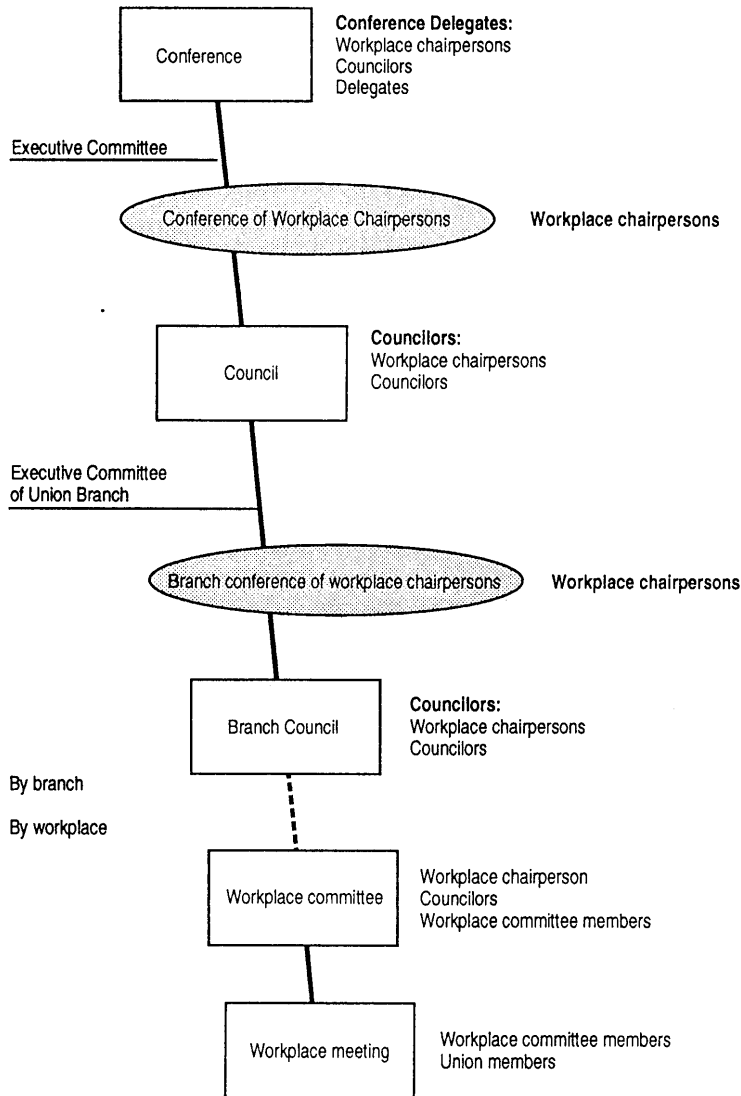 Conference
Conference Delegates:
Workplace chairpersons
Councilors
Delegates
Executive Committee
Conference of Workplace Chairpersons
Workplace chairpersons
Council
Councilors:
Workplace chairpersons
Councilors
Executive Committee
of Union Branch
Branch conference of workplace chairpersons
Workplace chairpersons
Branch Council
Councilors:
Workplace chairpersons
Councilors
By branch
By workplace
Workplace committee
Workplace chairperson
Councilors
Workplace committee members
Workplace meeting
Workplace committee members
Union members